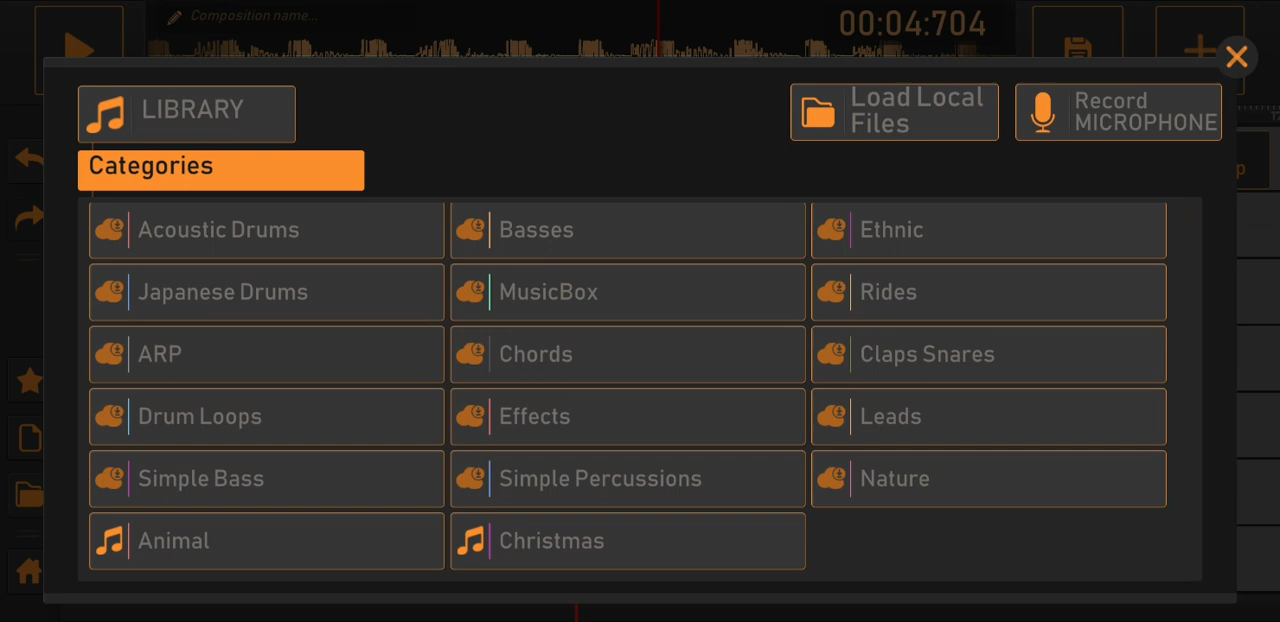 Composition name...
00:04:704
LIBRARY
Load Local
Files
Record
MICROPHONE
Categories
Acoustic Drums
Basses
Ethnic
Japanese Drums
MusicBox
Rides
ARP
Chords
Claps Snares
Drum Loops
Effects
Leads
Simple Bass
Simple Percussions
Nature
Animal
Christmas